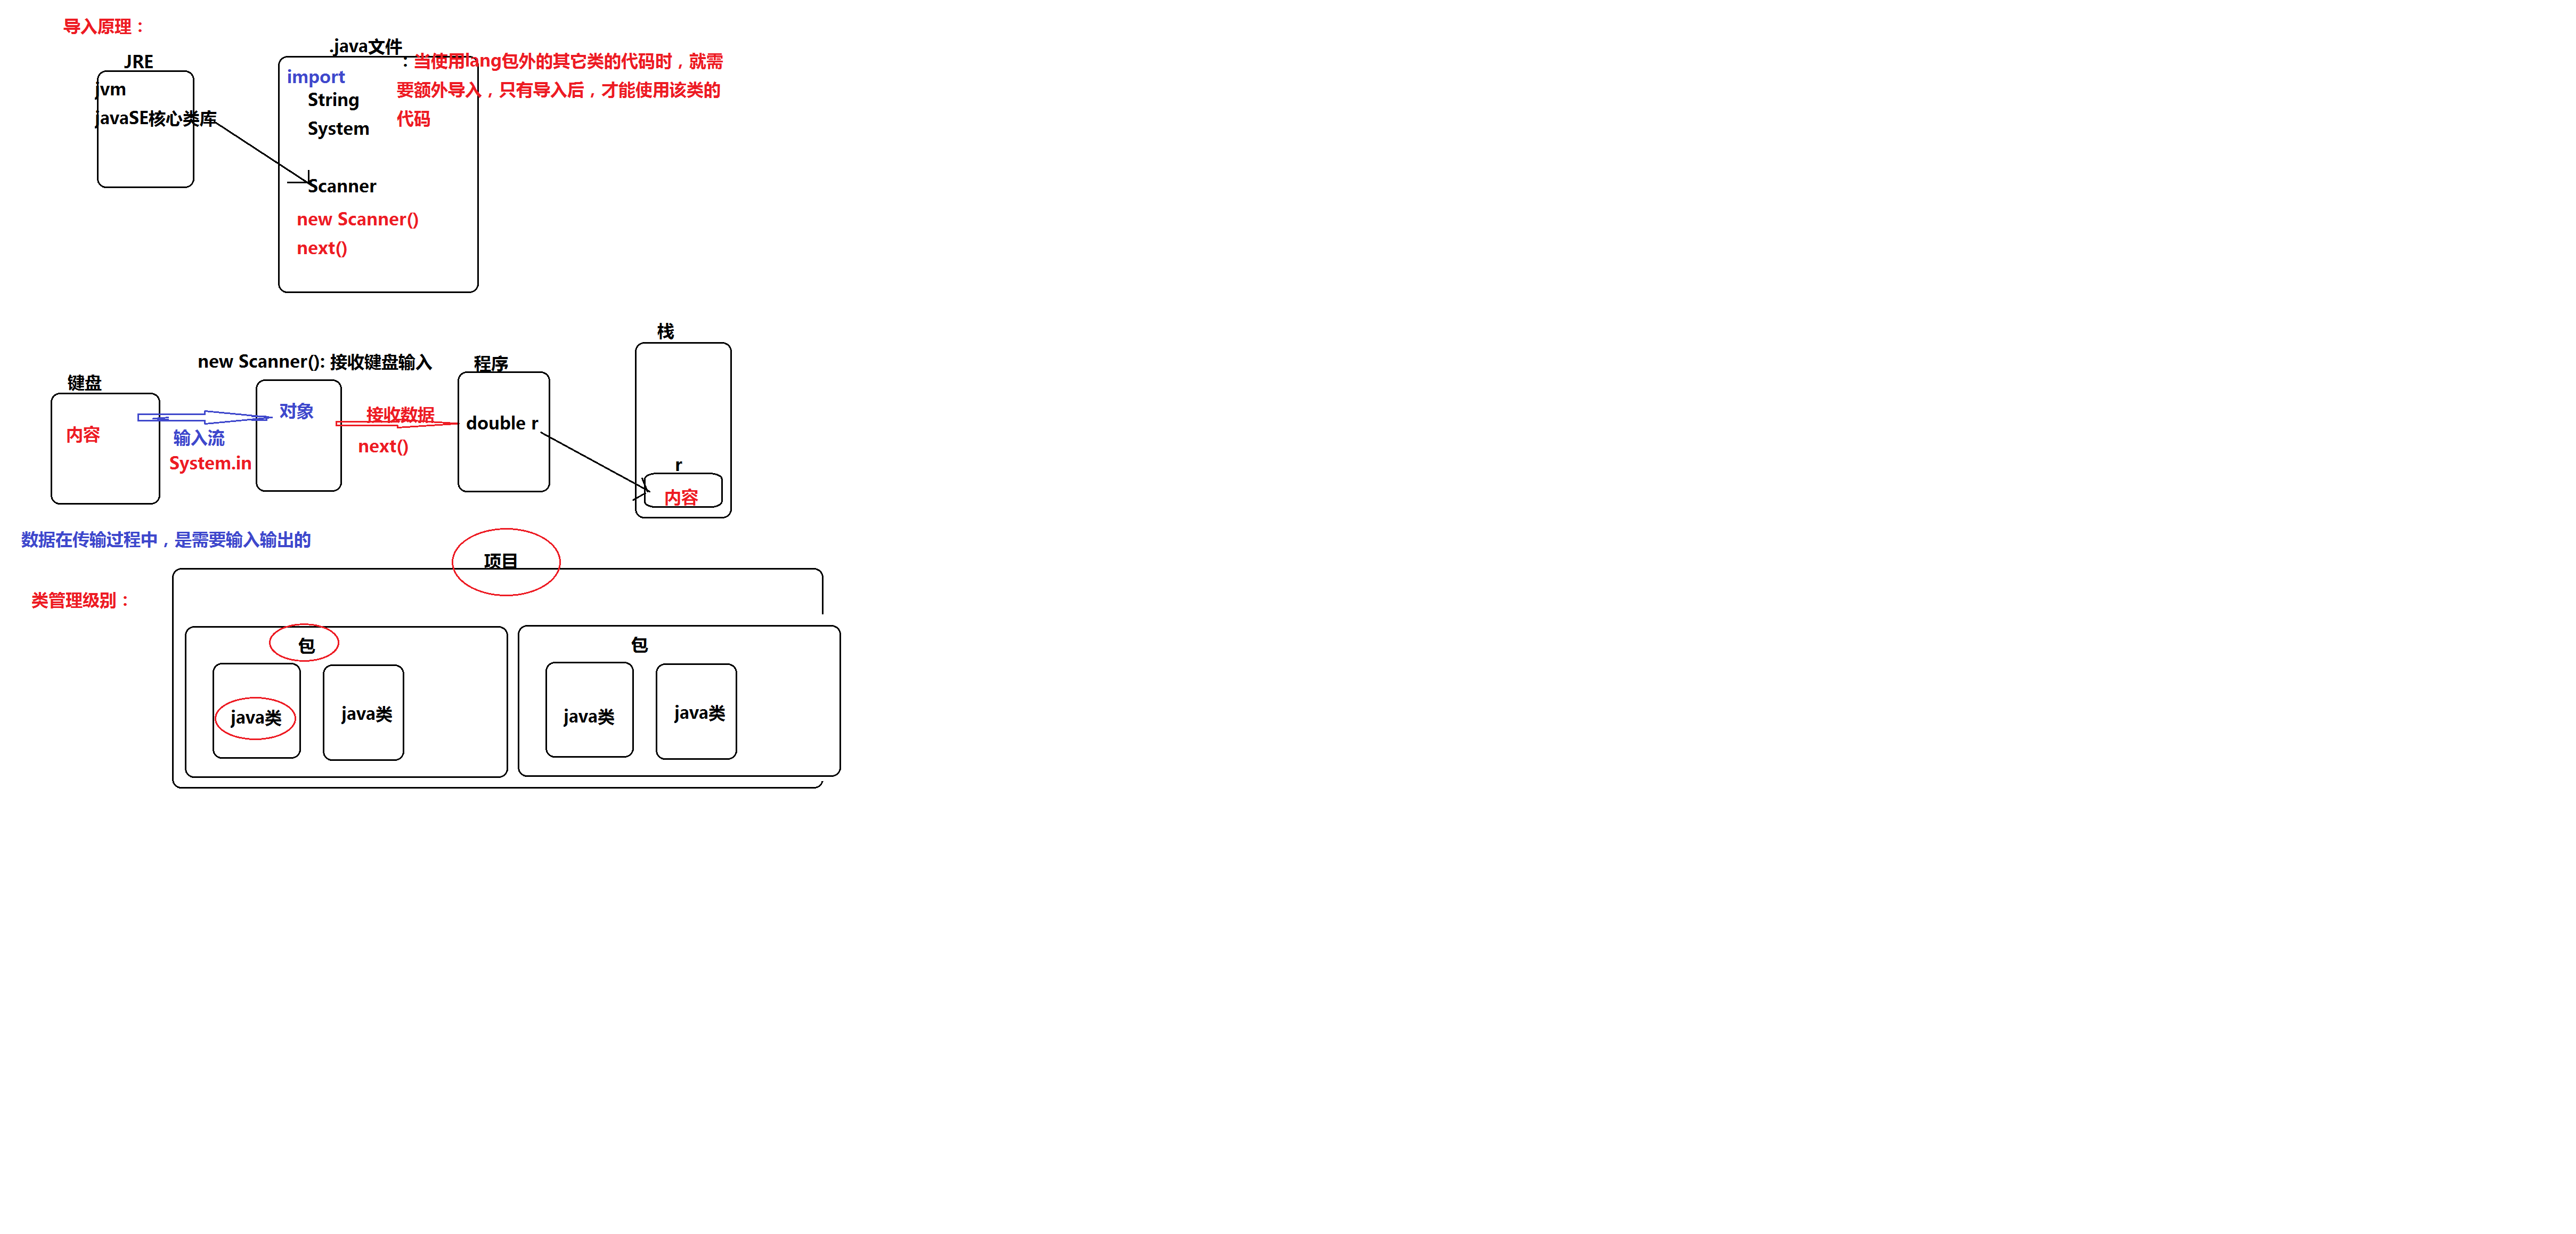 导入原理：
JRE
jvm
javaSE核心类库
.java文件
import
：当使用lang包外的其它类的代码时，就需
要额外导入，只有导入后，才能使用该类的
代码
String
System
Scanner
new Scanner()
next()
键盘
内容
输入流
System.in
new Scanner(): 接收键盘输入
对象
接收数据
next()
程序
double r
栈
r
内容
数据在传输过程中，是需要输入输出的
类管理级别：
项目
包
java类
java类
包
java类
java类